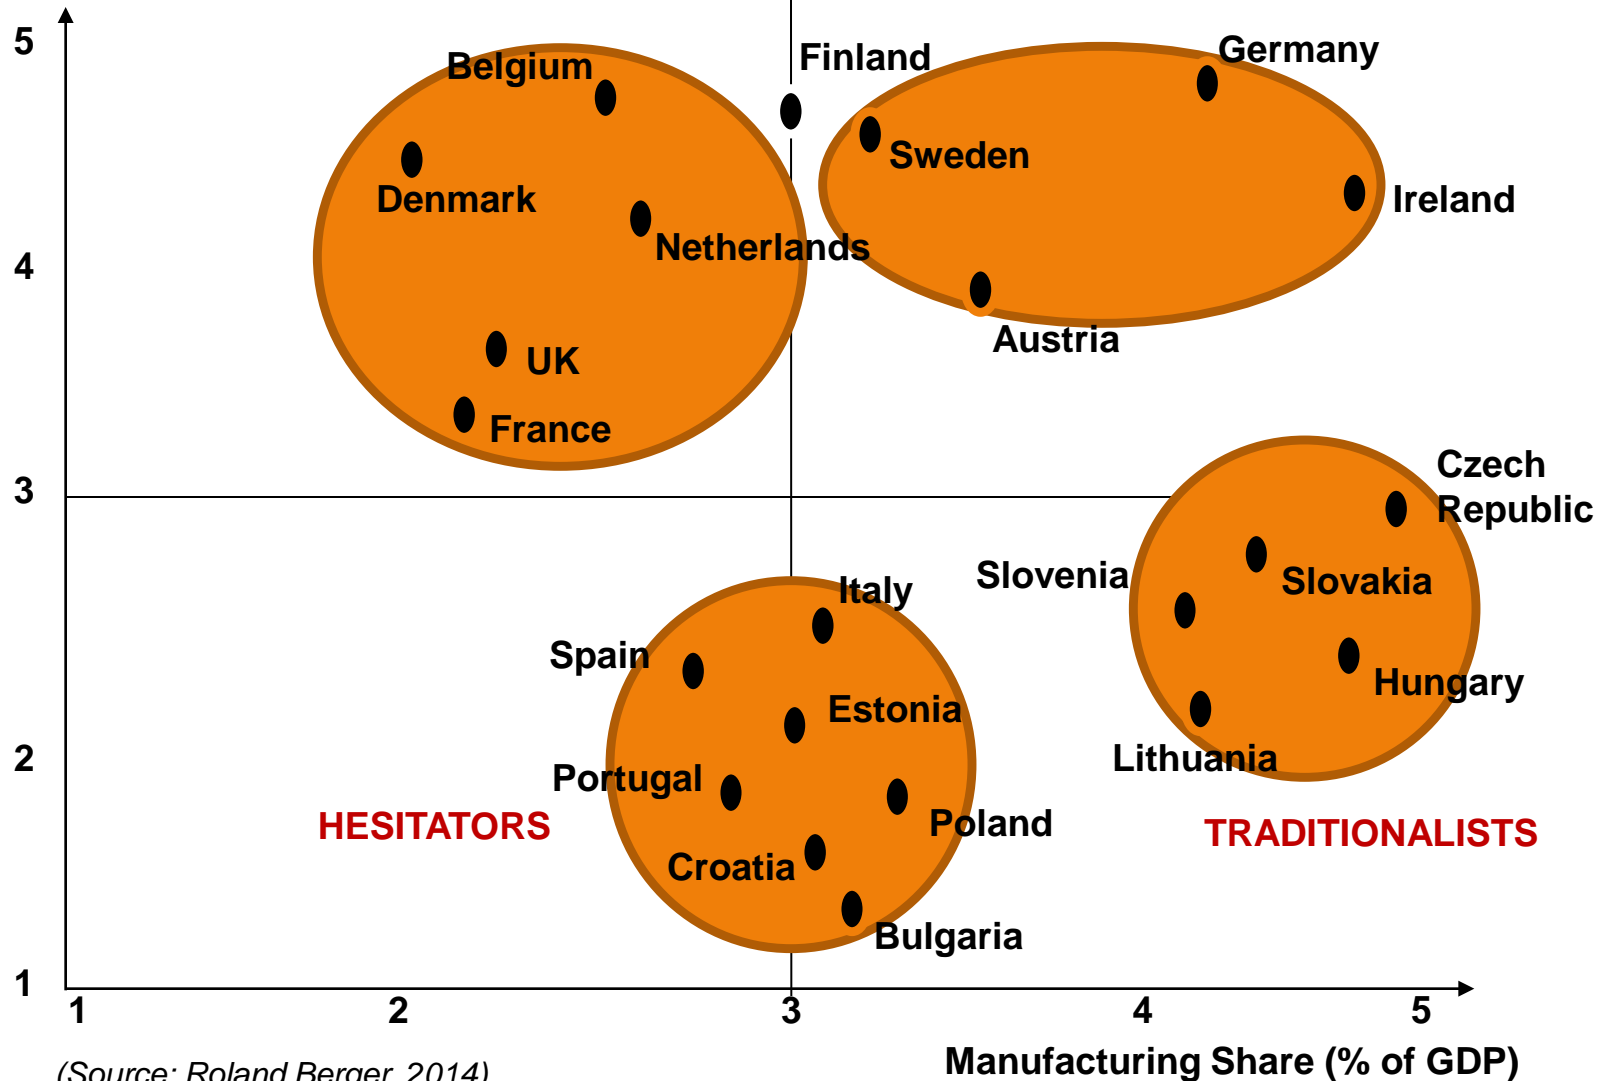 5
Finland
Germany
Belgium
Sweden
Denmark
Ireland
Netherlands
4
Austria
UK
France
Czech
Republic
3
Slovenia
Slovakia
Italy
Spain
Hungary
Estonia
2
Lithuania
Portugal
HESITATORS
Poland
TRADITIONALISTS
Croatia
Bulgaria
1
1 2 3 4 5
Manufacturing Share (% of GDP)
(Source: Roland Berger, 2014)